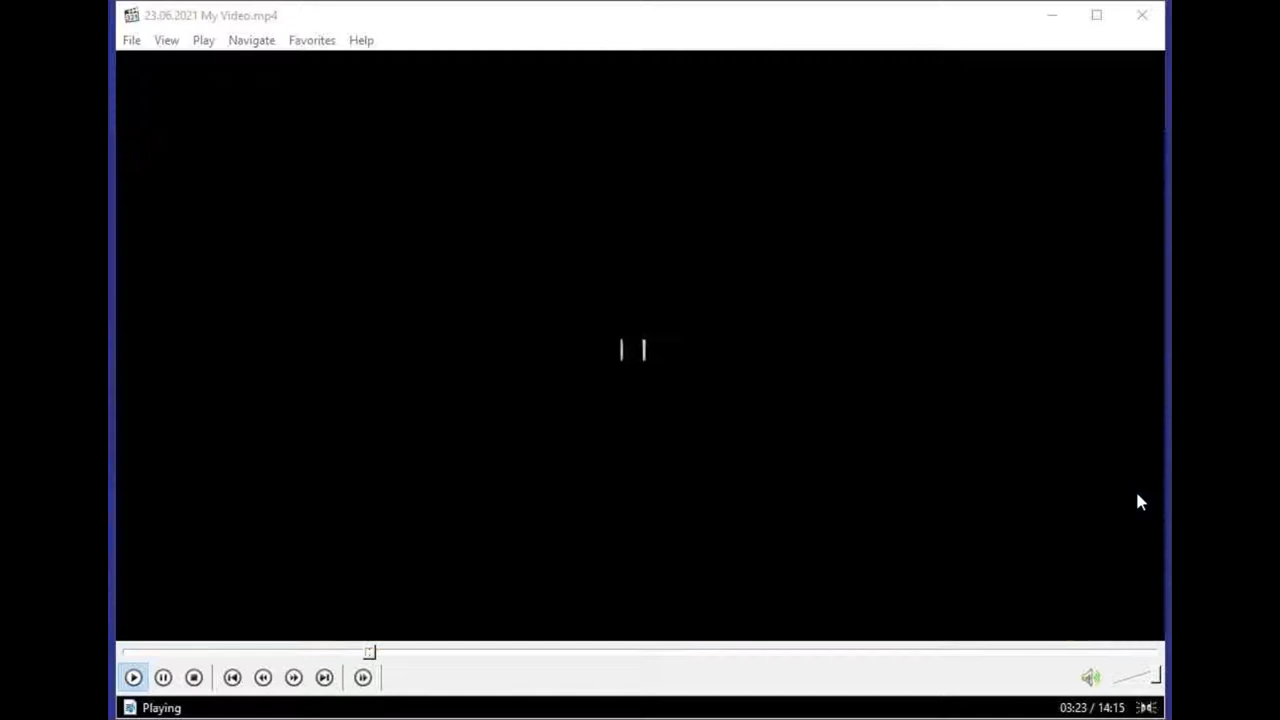 23.06.2021 My Video.mp4
File View Play Navigate Favorites Help
Playing 03:23 / 14:15